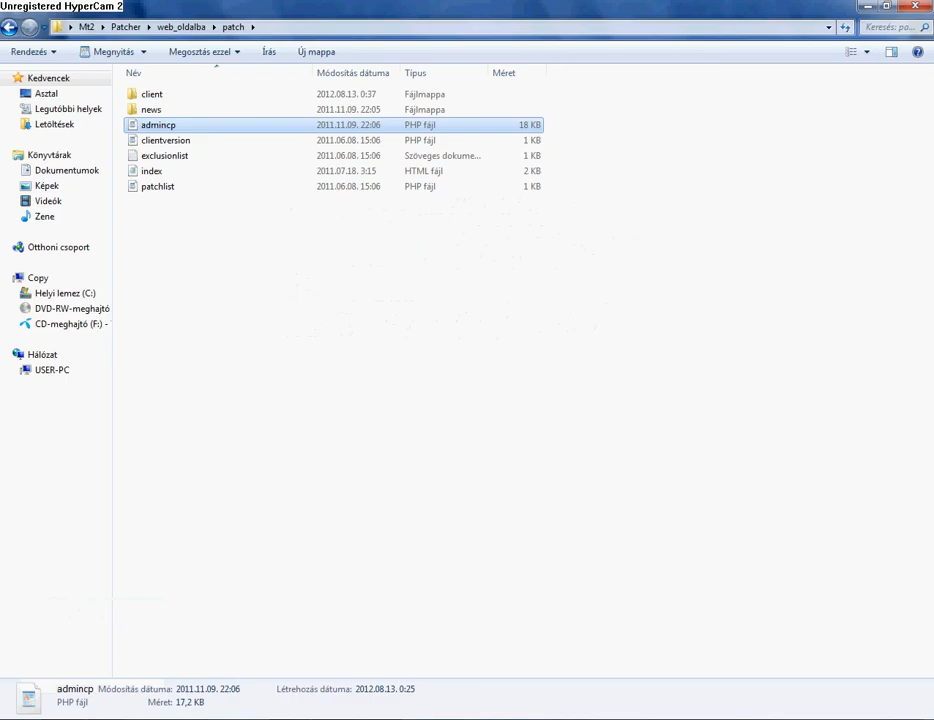 Unregistered HyperCam 2
Mt2 Patcher web_oldalba patch Keresés: pa...
Rendezés Megnyitás Megosztás ezzel Írás Új mappa
Név Módosítás dátuma Típus Méret
Kedvencek
Asztal
Legutóbbi helyek
Letöltések
Könyvtárak
Dokumentumok
Képek
Videók
Zene
Otthoni csoport
Copy
Helyi lemez (C:)
DVD-RW-meghajtó
CD-meghajtó (F:) -
Hálózat
USER-PC
client 2012.08.13. 0:37 Fájlmappa
news 2011.11.09. 22:05 Fájlmappa
admincp 2011.11.09. 22:06 PHP fájl 18 KB
clientversion 2011.06.08. 15:06 PHP fájl 1 KB
exclusionlist 2011.06.08. 15:06 Szöveges dokume... 1 KB
index 2011.07.18. 3:15 HTML fájl 2 KB
patchlist 2011.06.08. 15:06 PHP fájl 1 KB
admincp Módosítás dátuma: 2011.11.09. 22:06 Létrehozás dátuma: 2012.08.13. 0:25
PHP fájl Méret: 17,2 KB